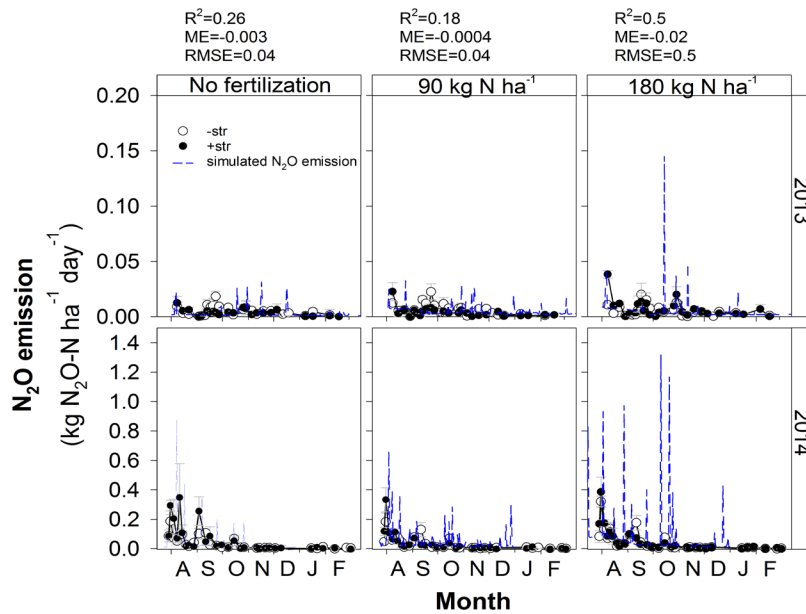 R²=0.26
ME=-0.003
RMSE=0.04
R²=0.18
ME=-0.0004
RMSE=0.04
R²=0.5
ME=-0.02
RMSE=0.5
No fertilization
90 kg N ha⁻¹
180 kg N ha⁻¹
0.20
0.15
0.10
0.05
0.00
-str
+str
simulated N₂O emission
2013
N₂O emission
(kg N₂O-N ha⁻¹ day⁻¹)
1.4
1.2
1.0
0.8
0.6
0.4
0.2
0.0
2014
A S O N D J F
A S O N D J F
A S O N D J F
Month